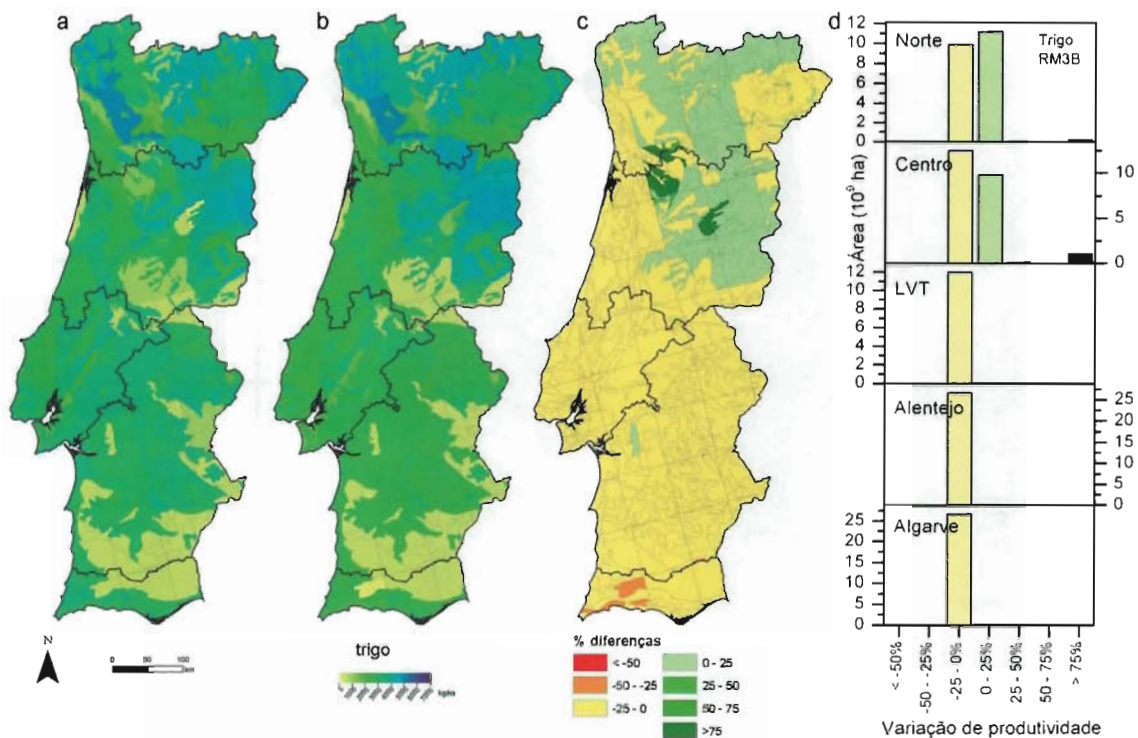 a
b
c
d
12
10
8
6
4
2
0
Norte
Trigo
RM3B
Centro
10
5
0
Área (10⁹ ha)
12
10
8
6
4
2
0
LVT
Alentejo
25
20
15
10
5
0
25
20
15
10
5
0
Algarve
< -50%
-50 - -25%
-25 - 0%
0 - 25%
25 - 50%
50 - 75%
> 75%
Variação de produtividade
N
0
50
100
km
trigo
% diferenças
< -50
-50 - -25
-25 - 0
0 - 25
25 - 50
50 - 75
>75